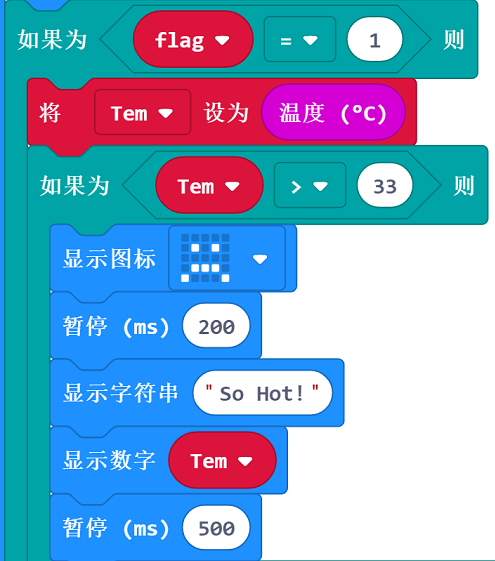 如果为 flag = 1 则
将 Tem 设为 温度 (°C)
如果为 Tem > 33 则
显示图标
暂停 (ms) 200
显示字符串 "So Hot!"
显示数字 Tem
暂停 (ms) 500